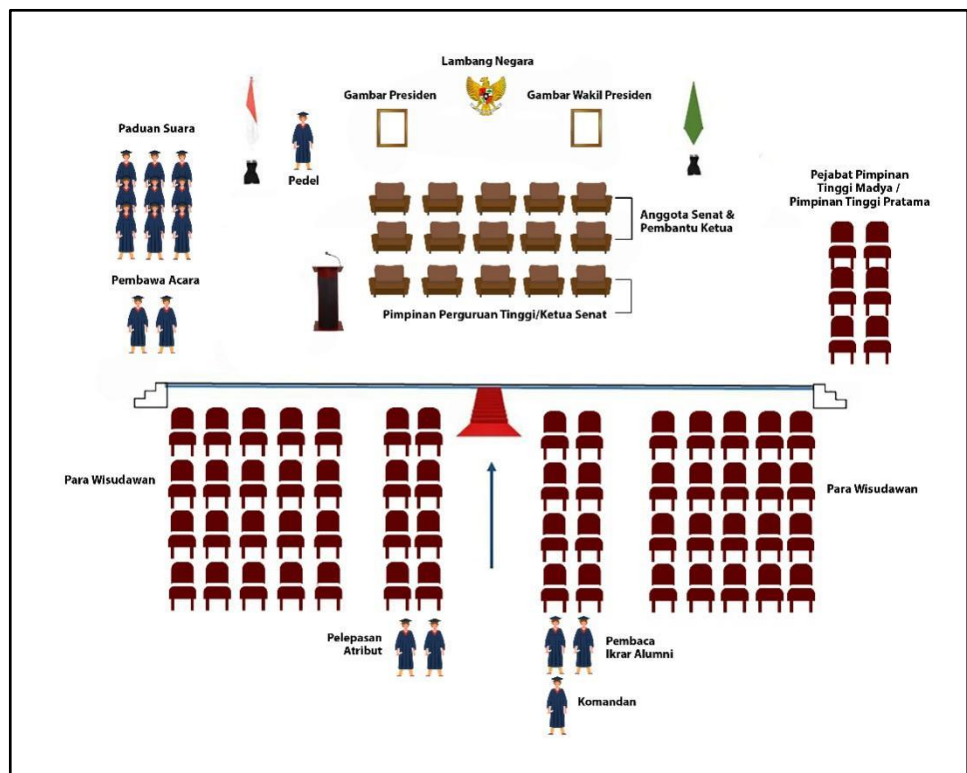 Lambang Negara
Gambar Presiden
Gambar Wakil Presiden
Paduan Suara
Pedel
Pejabat Pimpinan
Tinggi Madya /
Pimpinan Tinggi Pratama
Anggota Senat &
Pembantu Ketua
Pembawa Acara
Pimpinan Perguruan Tinggi/Ketua Senat
Para Wisudawan
Para Wisudawan
Pelepasan
Atribut
Pembaca
Ikrar Alumni
Komandan